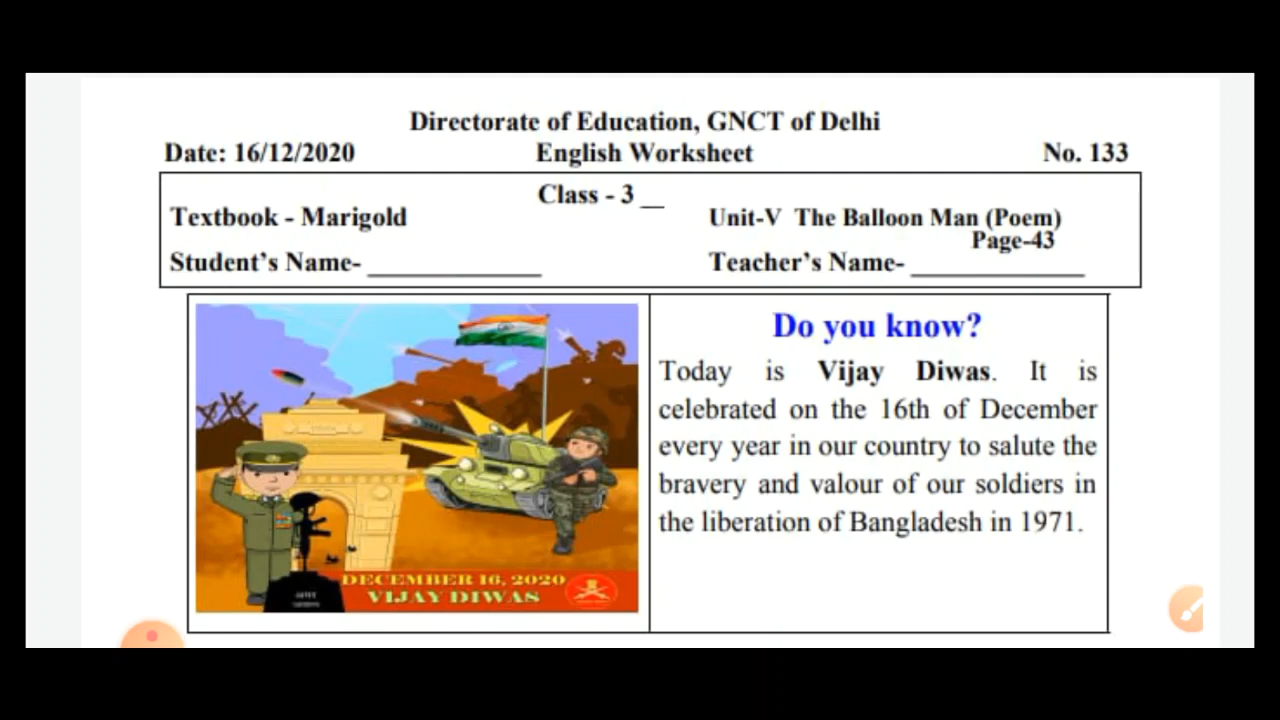 Directorate of Education, GNCT of Delhi
Date: 16/12/2020 English Worksheet No. 133
Class - 3 __
Textbook - Marigold Unit-V The Balloon Man (Poem)
Page-43
Student's Name- ____________ Teacher's Name- ____________
DECEMBER 16, 2020
VIJAY DIWAS
Do you know?
Today is Vijay Diwas. It is
celebrated on the 16th of December
every year in our country to salute the
bravery and valour of our soldiers in
the liberation of Bangladesh in 1971.